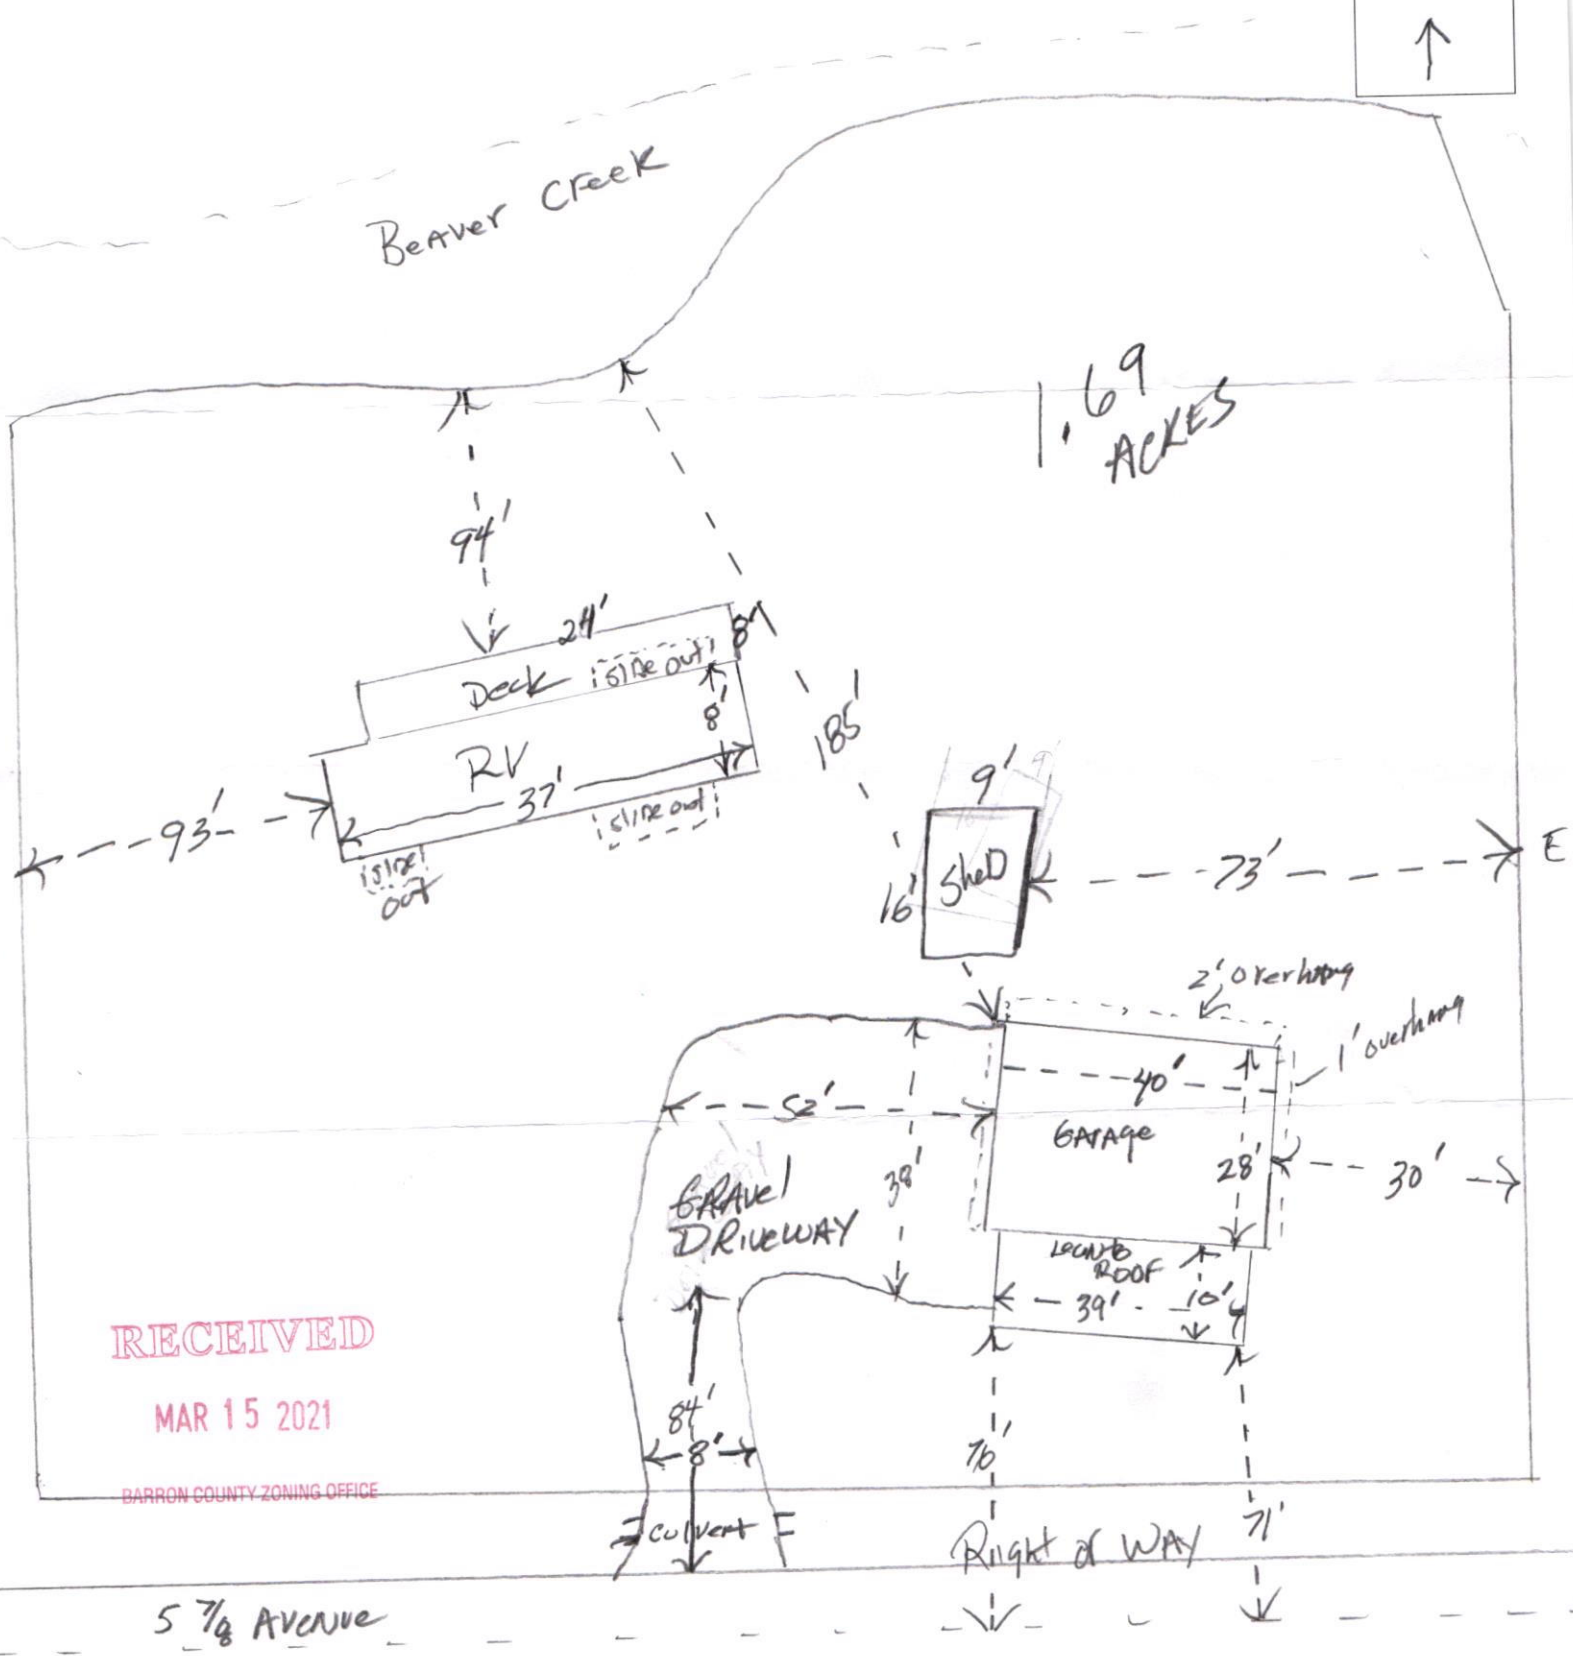 Beaver Creek
1.69
ACRES
94'
24'
8'
Deck
slide out
8'
RV
37'
slide out
slide
out
93'
185'
9'
16'
Shed
73'
E
2' overhang
1' overhang
40'
52'
Garage
38'
28'
30'
Gravel
Driveway
Leanto
Roof
39'
10'
RECEIVED
MAR 15 2021
BARRON COUNTY ZONING OFFICE
84'
8'
76'
71'
culvert
Right of Way
5 7/8 Avenue